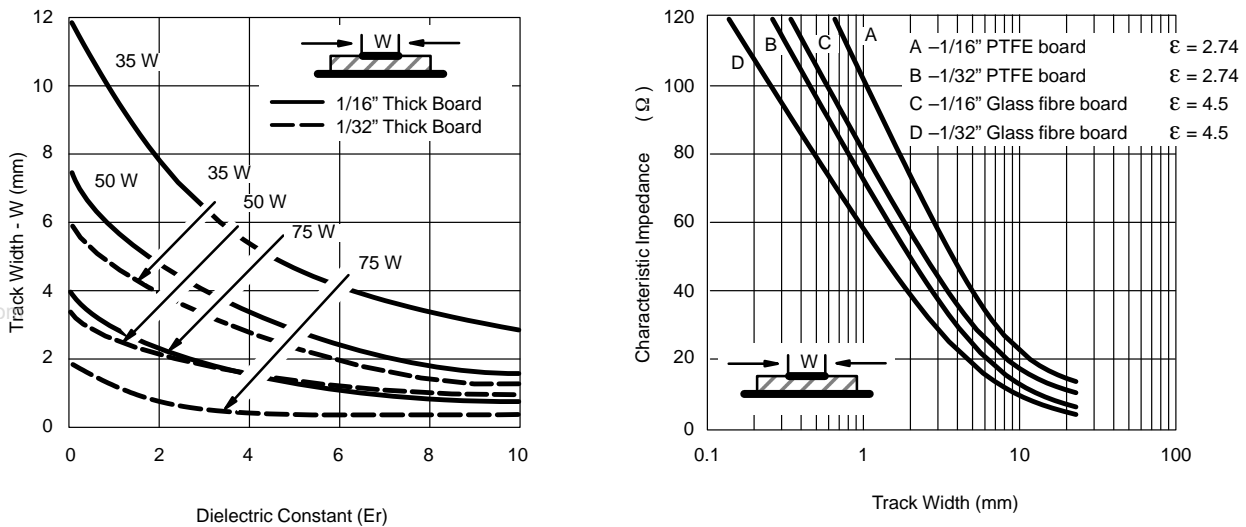 12
10
8
6
4
2
0
0 2 4 6 8 10
Track Width - W (mm)
Dielectric Constant (Er)
W
1/16” Thick Board
1/32” Thick Board
35 W
50 W
35 W
50 W
75 W
75 W
120
100
80
60
40
20
0
0.1 1 10 100
Characteristic Impedance (Ω)
Track Width (mm)
D B C A
A –1/16” PTFE board ε = 2.74
B –1/32” PTFE board ε = 2.74
C –1/16” Glass fibre board ε = 4.5
D –1/32” Glass fibre board ε = 4.5
W